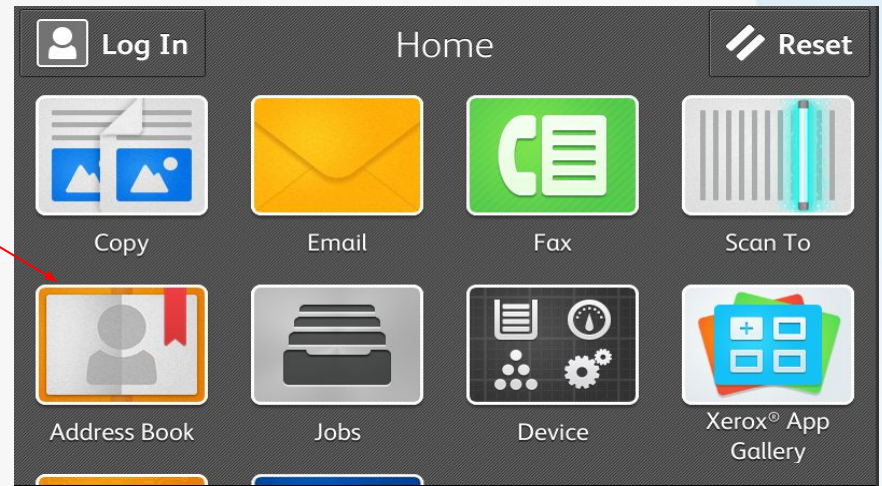 Log In
Home
Reset
Copy
Email
Fax
Scan To
Address Book
Jobs
Device
Xerox® App
Gallery